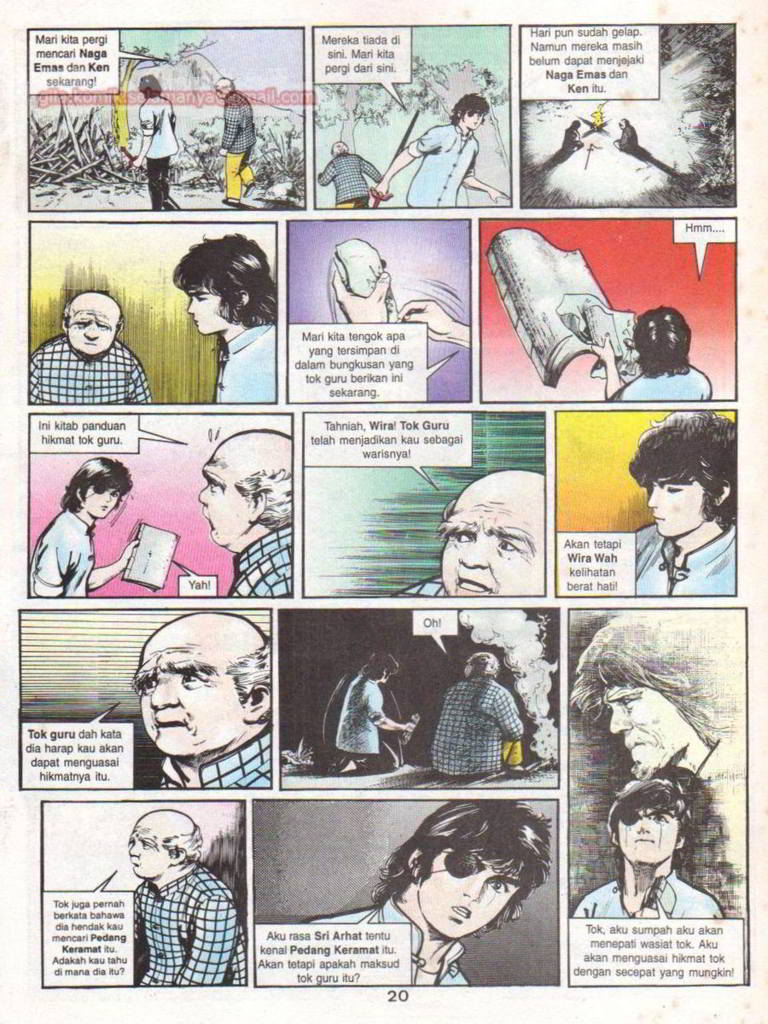 Mari kita pergi
mencari Naga
Emas dan Ken
sekarang!
Mereka tiada di
sini. Mari kita
pergi dari sini.
Hari pun sudah gelap.
Namun mereka masih
belum dapat menjejaki
Naga Emas dan
Ken itu.
Mari kita tengok apa
yang tersimpan di
dalam bungkusan yang
tok guru berikan ini
sekarang.
Hmm....
Ini kitab panduan
hikmat tok guru.
Yah!
Tahniah, Wira! Tok Guru
telah menjadikan kau sebagai
warisnya!
Akan tetapi
Wira Wah
kelihatan
berat hati!
Tok guru dah kata
dia harap kau akan
dapat menguasai
hikmatnya itu.
Oh!
Tok, aku sumpah aku akan
menepati wasiat tok. Aku
akan menguasai hikmat tok
dengan secepat yang mungkin!
Tok juga pernah
berkata bahawa
dia hendak kau
mencari Pedang
Keramat itu.
Adakah kau tahu
di mana dia itu?
Aku rasa Sri Arhat tentu
kenal Pedang Keramat itu.
Akan tetapi apakah maksud
tok guru itu?
20